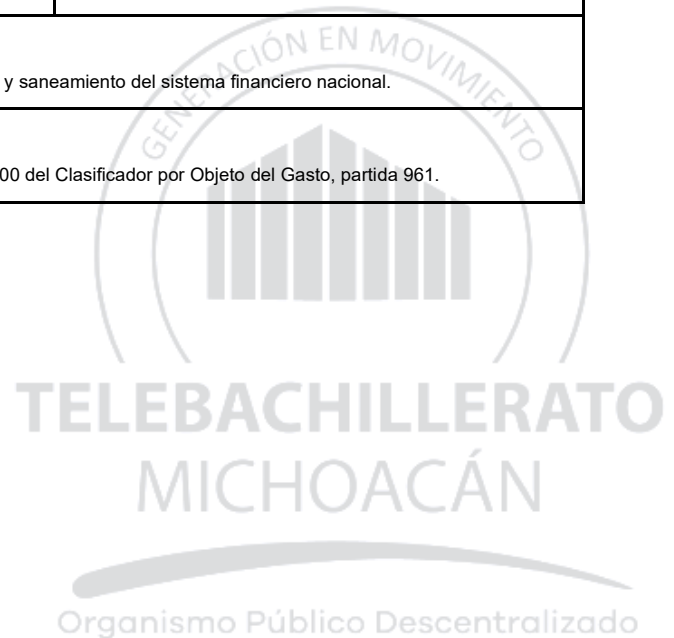 GENERACIÓN EN MOVIMIENTO
y saneamiento del sistema financiero nacional.
00 del Clasificador por Objeto del Gasto, partida 961.
TELEBACHILLERATO
MICHOACÁN
Organismo Público Descentralizado